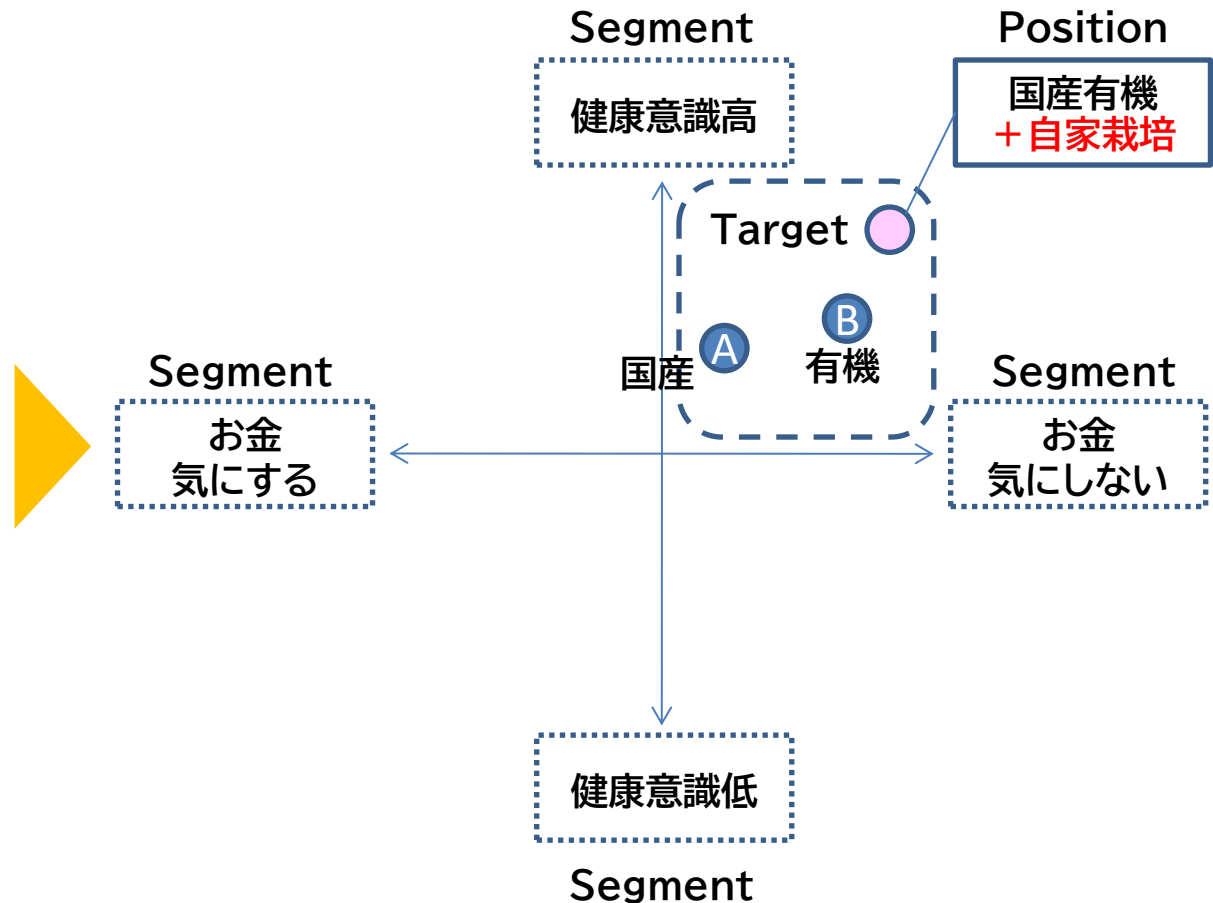 Segment
健康意識高
Position
国産有機
＋自家栽培
Target
A
国産
B
有機
Segment
お金
気にする
Segment
お金
気にしない
健康意識低
Segment